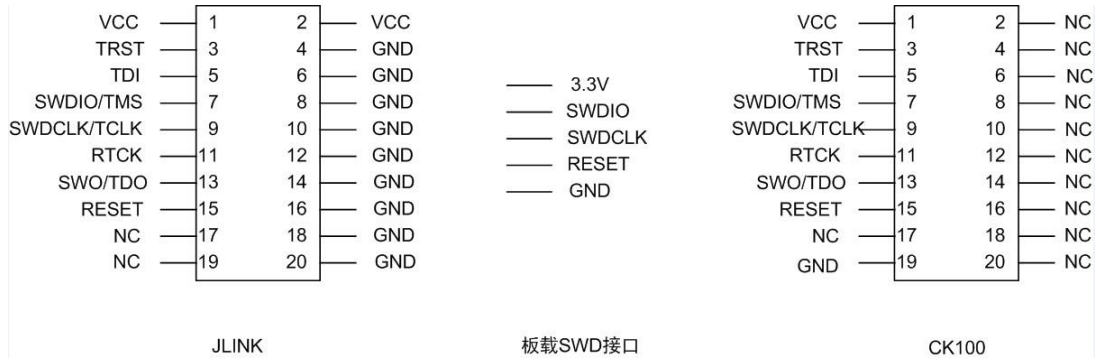 VCC 1 2 VCC
TRST 3 4 GND
TDI 5 6 GND
SWDIO/TMS 7 8 GND
SWDCLK/TCLK 9 10 GND
RTCK 11 12 GND
SWO/TDO 13 14 GND
RESET 15 16 GND
NC 17 18 GND
NC 19 20 GND
JLINK
3.3V
SWDIO
SWDCLK
RESET
GND
板载SWD接口
VCC 1 2 NC
TRST 3 4 NC
TDI 5 6 NC
SWDIO/TMS 7 8 NC
SWDCLK/TCLK 9 10 NC
RTCK 11 12 NC
SWO/TDO 13 14 NC
RESET 15 16 NC
NC 17 18 NC
GND 19 20 NC
CK100